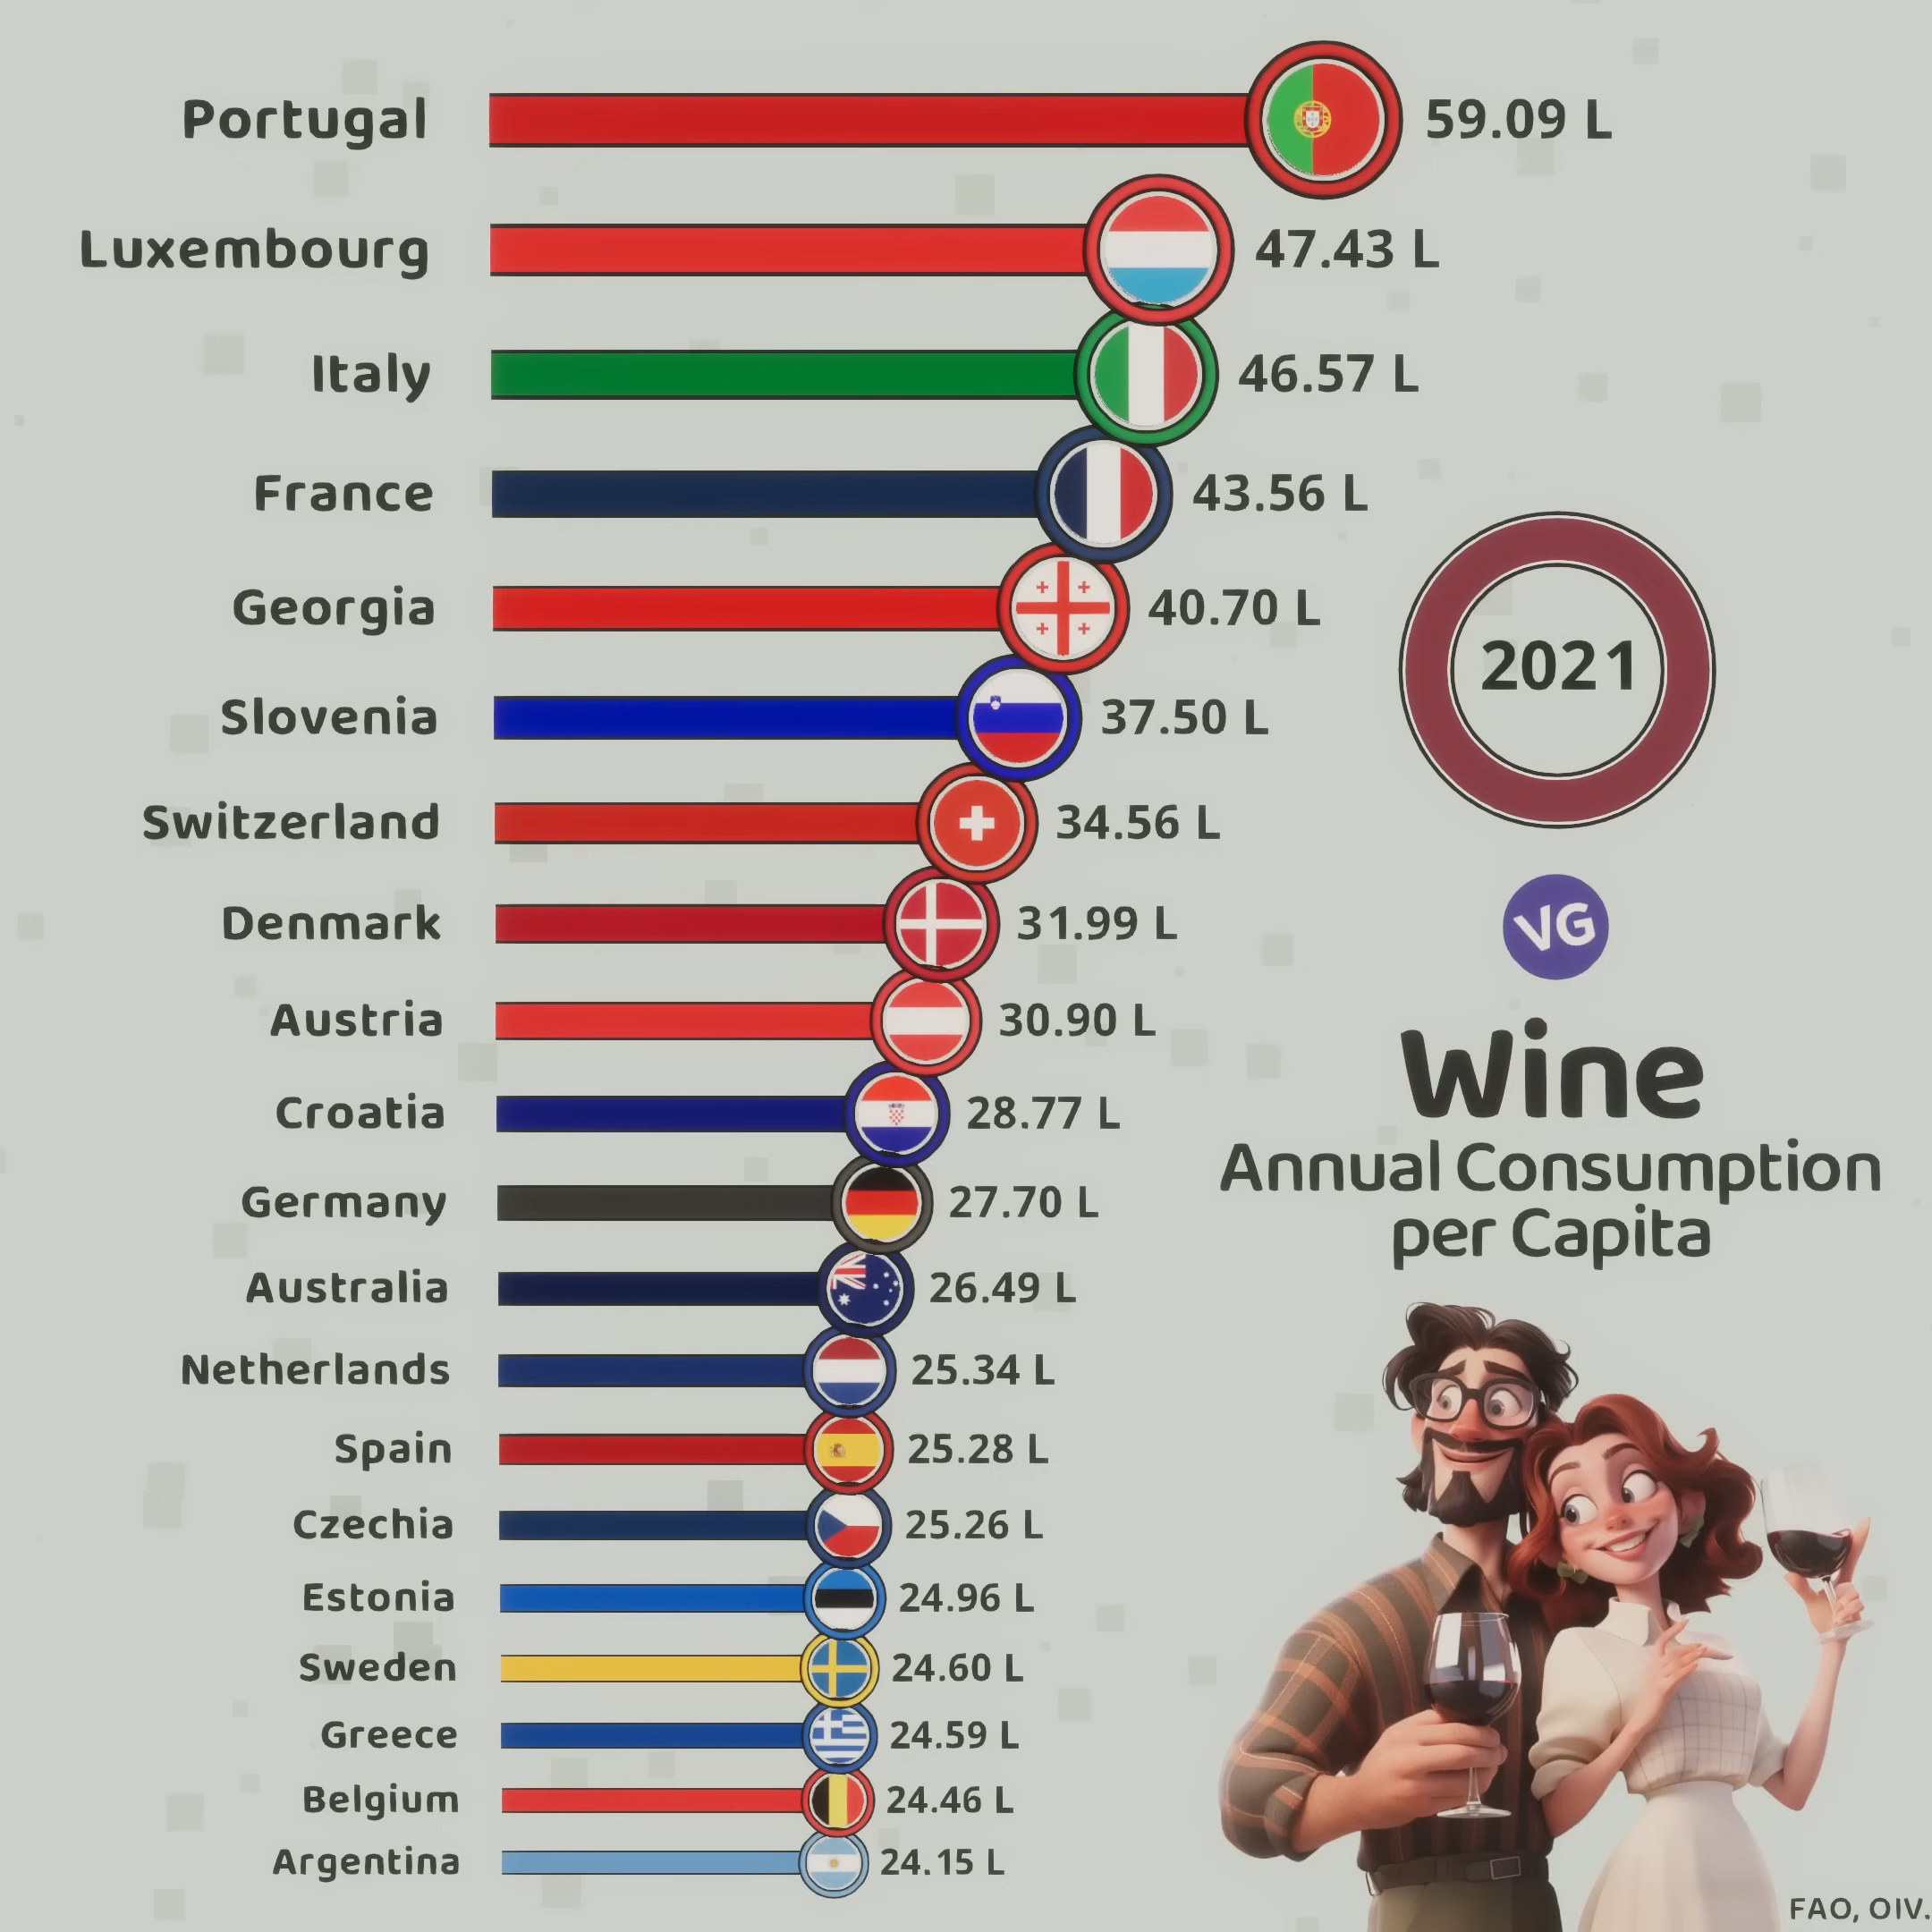 Portugal 59.09 L
Luxembourg 47.43 L
Italy 46.57 L
France 43.56 L
Georgia 40.70 L
Slovenia 37.50 L
Switzerland 34.56 L
Denmark 31.99 L
Austria 30.90 L
Croatia 28.77 L
Germany 27.70 L
Australia 26.49 L
Netherlands 25.34 L
Spain 25.28 L
Czechia 25.26 L
Estonia 24.96 L
Sweden 24.60 L
Greece 24.59 L
Belgium 24.46 L
Argentina 24.15 L
2021
VG
Wine
Annual Consumption
per Capita
FAO, OIV.